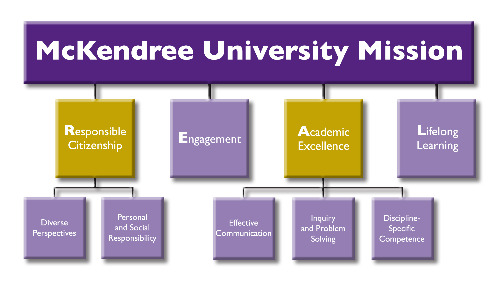 McKendree University Mission
Responsible
Citizenship
Engagement
Academic
Excellence
Lifelong
Learning
Diverse
Perspectives
Personal
and Social
Responsibility
Effective
Communication
Inquiry
and Problem
Solving
Discipline-
Specific
Competence